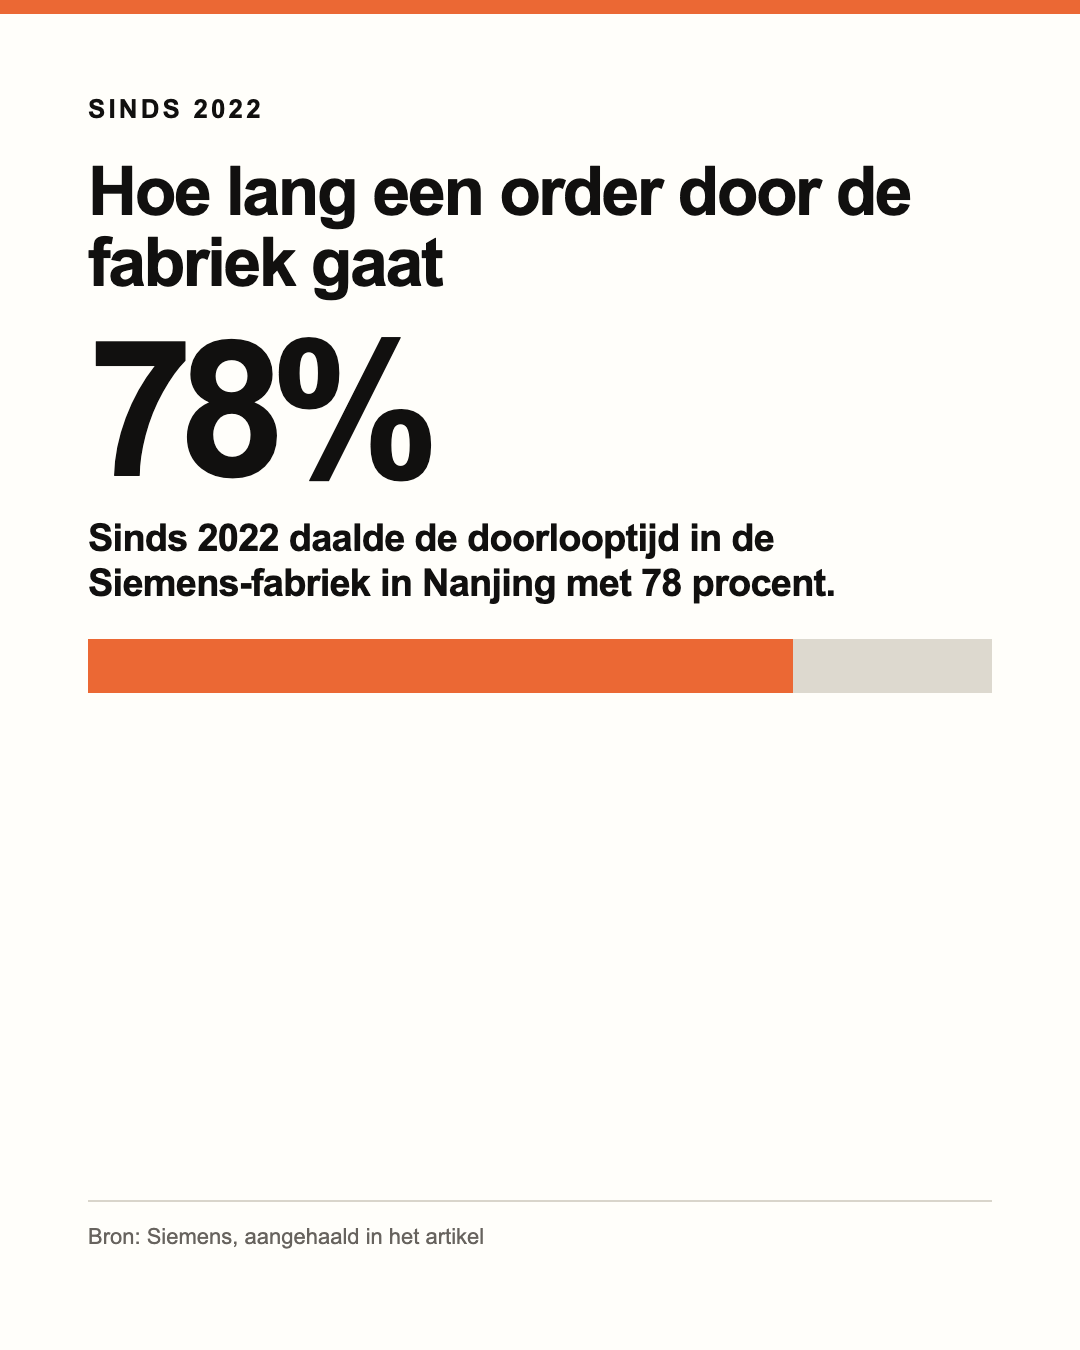 SINDS 2022
Hoe lang een order door de
fabriek gaat
78%
Sinds 2022 daalde de doorlooptijd in de
Siemens-fabriek in Nanjing met 78 procent.
Bron: Siemens, aangehaald in het artikel